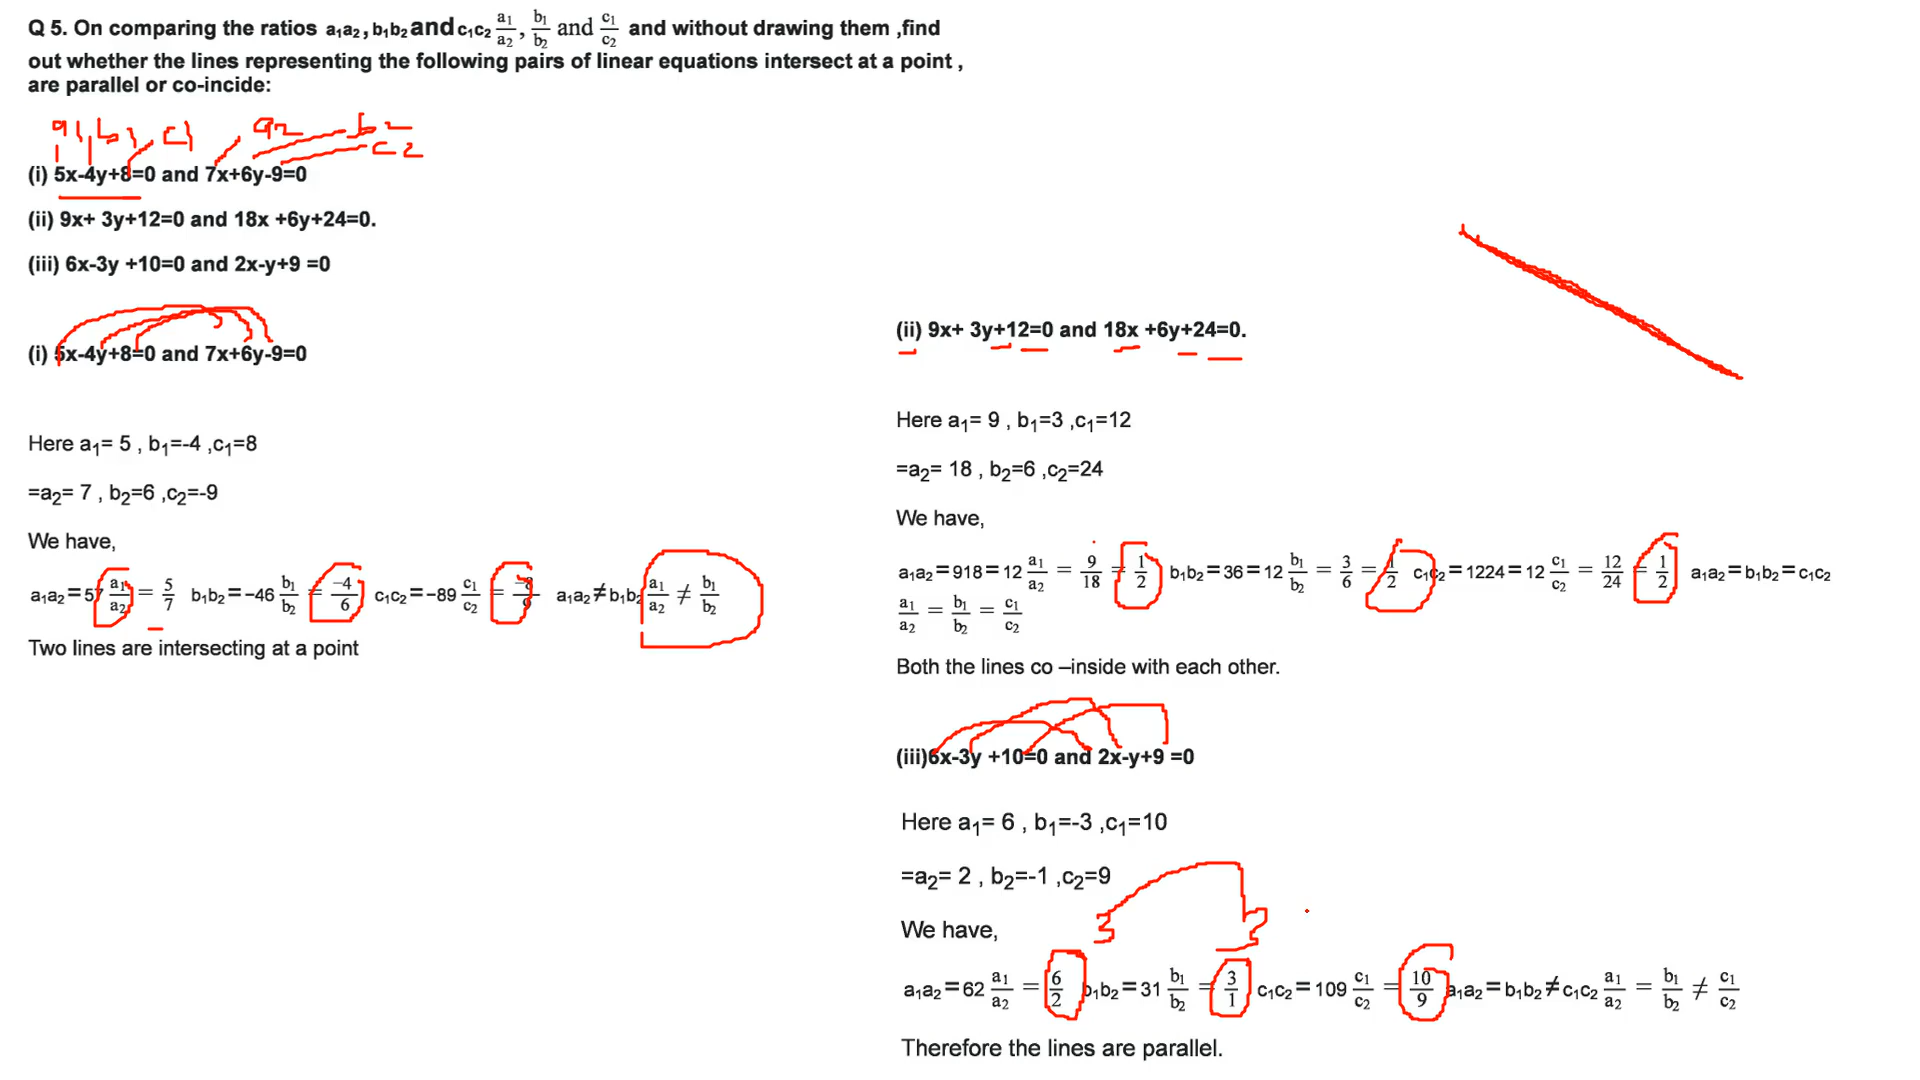 Q 5. On comparing the ratios a₁a₂, b₁b₂ and c₁c₂ a₁/a₂, b₁/b₂ and c₁/c₂ and without drawing them ,find
out whether the lines representing the following pairs of linear equations intersect at a point ,
are parallel or co-incide:
a1, b1, c1, a2 b2
c2
(i) 5x-4y+8=0 and 7x+6y-9=0
(ii) 9x+ 3y+12=0 and 18x +6y+24=0.
(iii) 6x-3y +10=0 and 2x-y+9 =0
(i) 5x-4y+8=0 and 7x+6y-9=0
Here a₁= 5 , b₁=-4 ,c₁=8
=a₂= 7 , b₂=6 ,c₂=-9
We have,
a₁a₂=57 a₁/a₂ = 5/7 b₁b₂=-46 b₁/b₂ = -4/6 c₁c₂=-89 c₁/c₂ = -8/9 a₁a₂≠b₁b₂ a₁/a₂ ≠ b₁/b₂
Two lines are intersecting at a point
(ii) 9x+ 3y+12=0 and 18x +6y+24=0.
Here a₁= 9 , b₁=3 ,c₁=12
=a₂= 18 , b₂=6 ,c₂=24
We have,
a₁a₂=918=12 a₁/a₂ = 9/18 = 1/2 b₁b₂=36=12 b₁/b₂ = 3/6 = 1/2 c₁c₂=1224=12 c₁/c₂ = 12/24 = 1/2 a₁a₂=b₁b₂=c₁c₂
a₁/a₂ = b₁/b₂ = c₁/c₂
Both the lines co –inside with each other.
(iii)6x-3y +10=0 and 2x-y+9 =0
Here a₁= 6 , b₁=-3 ,c₁=10
=a₂= 2 , b₂=-1 ,c₂=9
We have,
3
a₁a₂=62 a₁/a₂ = 6/2 b₁b₂=31 b₁/b₂ = 3/1 c₁c₂=109 c₁/c₂ = 10/9 a₁a₂=b₁b₂≠c₁c₂ a₁/a₂ = b₁/b₂ ≠ c₁/c₂
Therefore the lines are parallel.